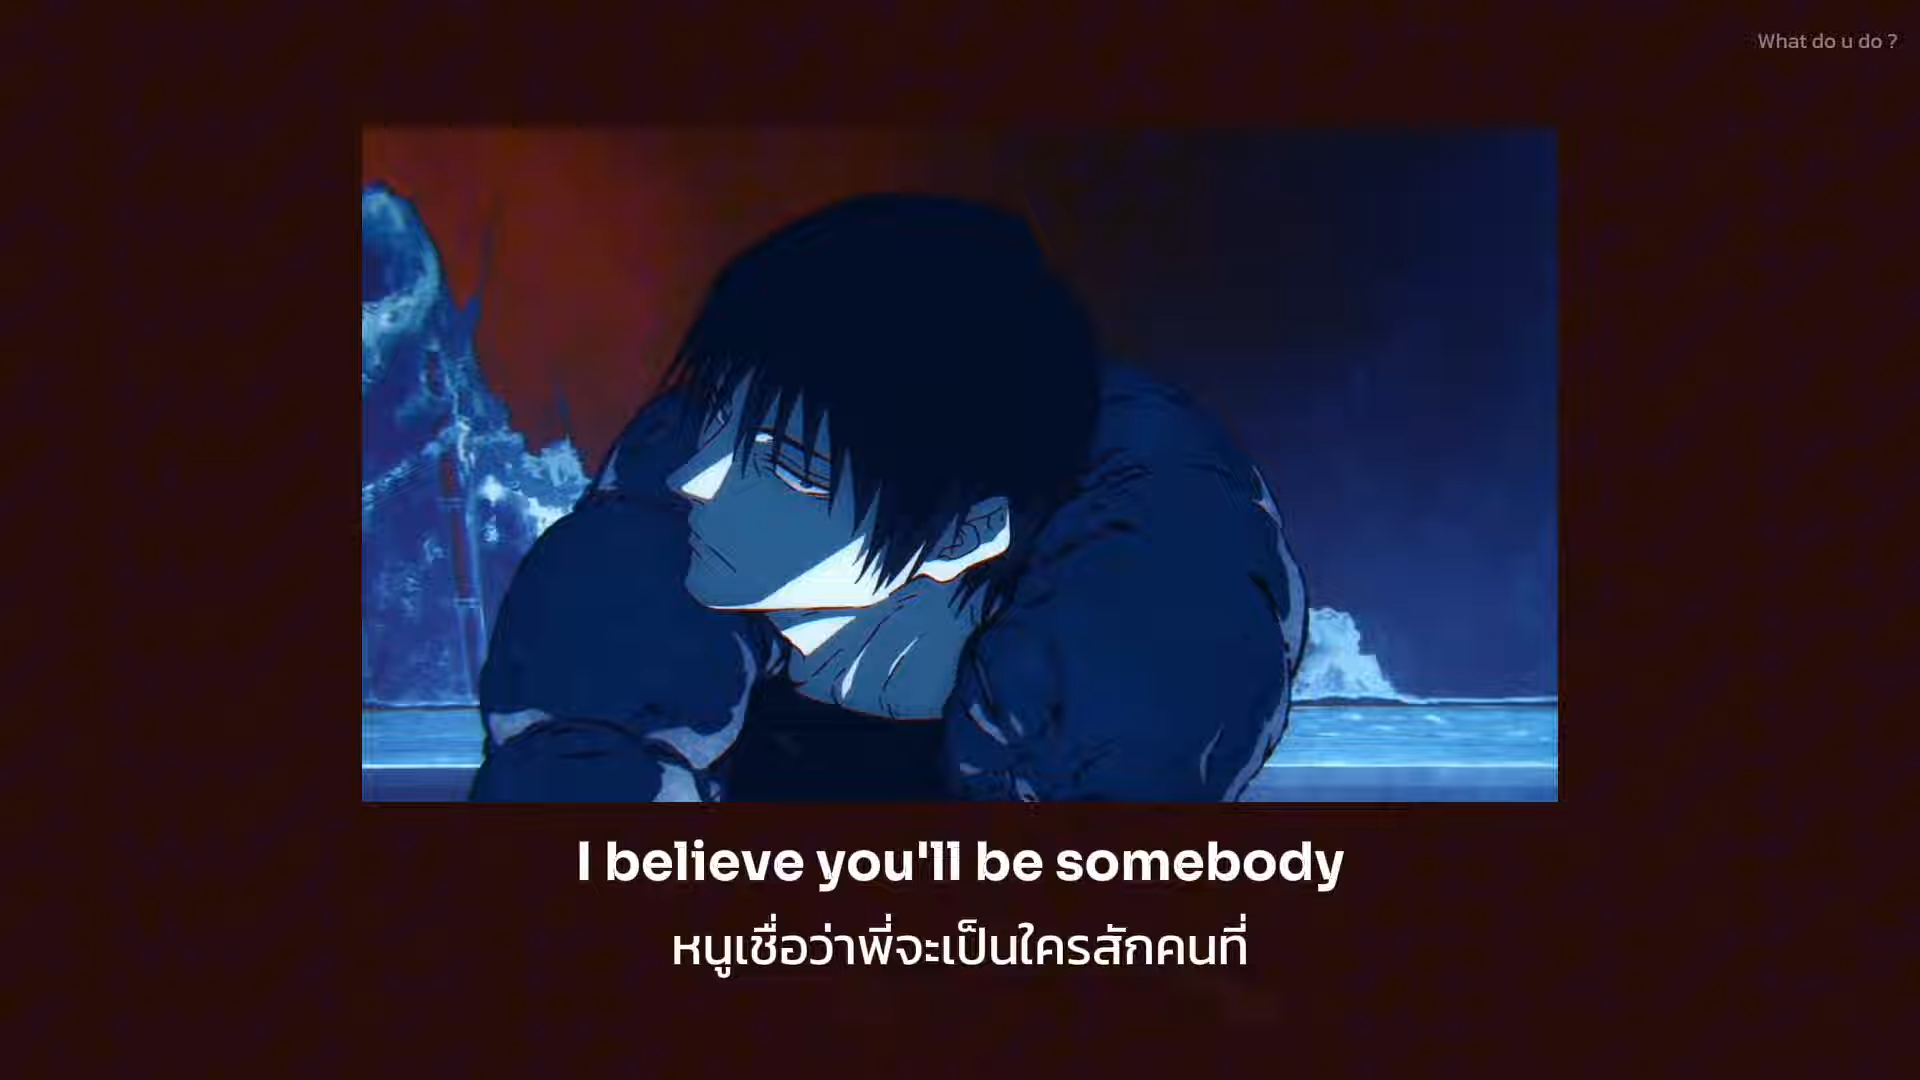 What do u do ?
I believe you'll be somebody
หนูเชื่อว่าพี่จะเป็นใครสักคนที่